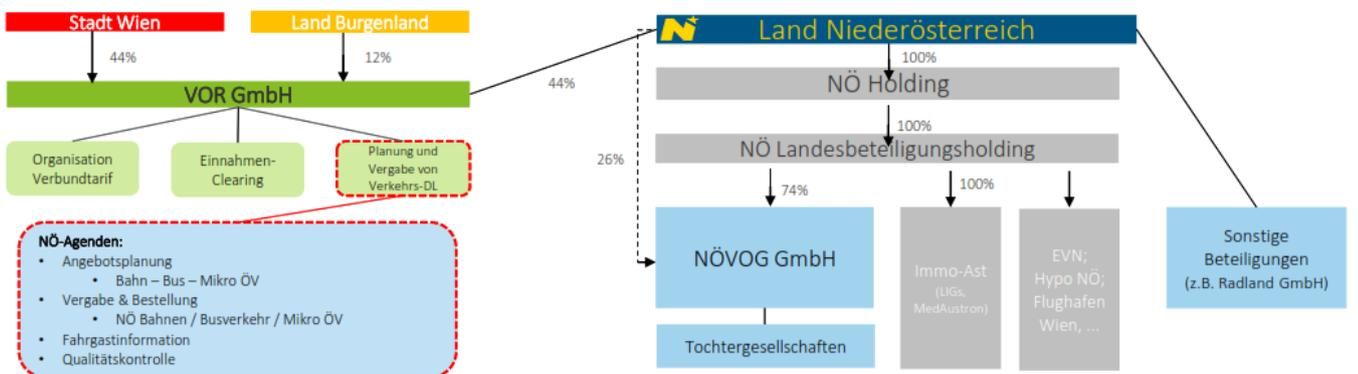 Stadt Wien
Land Burgenland
44%
12%
VOR GmbH
44%
Organisation
Verbundtarif
Einnahmen-
Clearing
Planung und
Vergabe von
Verkehrs-DL
NÖ-Agenden:
• Angebotsplanung
• Bahn – Bus – Mikro ÖV
• Vergabe & Bestellung
• NÖ Bahnen / Busverkehr / Mikro ÖV
• Fahrgastinformation
• Qualitätskontrolle
N
Land Niederösterreich
100%
NÖ Holding
100%
NÖ Landesbeteiligungsholding
26%
74%
100%
NÖVOG GmbH
Tochtergesellschaften
Immo-Ast
(LIGs,
MedAustron)
EVN;
Hypo NÖ;
Flughafen
Wien, ...
Sonstige
Beteiligungen
(z.B. Radland GmbH)